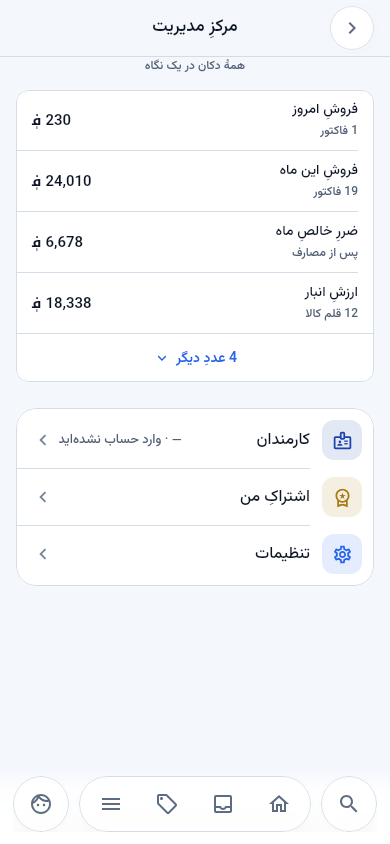 مرکزِ مدیریت
همهٔ دکان در یک نگاه
فروشِ امروز
230 ؋
1 فاکتور
فروشِ این ماه
24,010 ؋
19 فاکتور
ضررِ خالصِ ماه
6,678 ؋
پس از مصارف
ارزشِ انبار
18,338 ؋
12 قلم کالا
4 عددِ دیگر
کارمندان
— · وارد حساب نشده‌اید
اشتراکِ من
تنظیمات